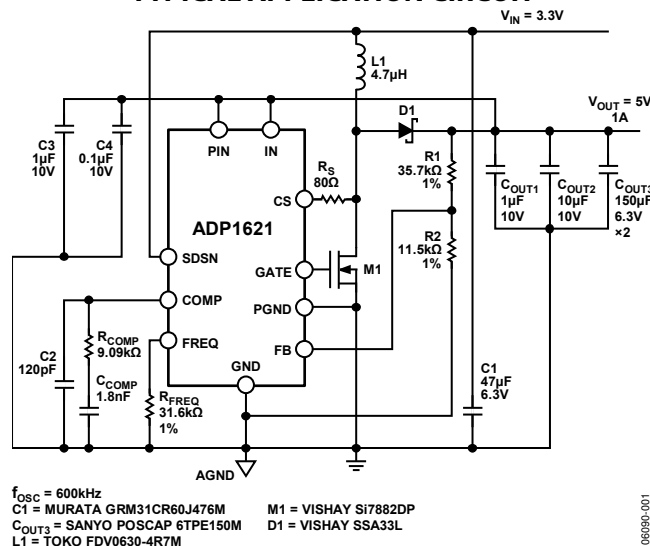 V_IN = 3.3V
L1
4.7µH
D1
V_OUT = 5V
1A
C3
1µF
10V
C4
0.1µF
10V
PIN
IN
R_S
80Ω
CS
R1
35.7kΩ
1%
C_OUT1
1µF
10V
C_OUT2
10µF
10V
C_OUT3
150µF
6.3V
×2
ADP1621
R2
11.5kΩ
1%
SDSN
GATE
M1
COMP
PGND
FREQ
FB
C2
120pF
R_COMP
9.09kΩ
C_COMP
1.8nF
GND
R_FREQ
31.6kΩ
1%
C1
47µF
6.3V
AGND
f_OSC = 600kHz
C1 = MURATA GRM31CR60J476M
M1 = VISHAY Si7882DP
C_OUT3 = SANYO POSCAP 6TPE150M
D1 = VISHAY SSA33L
L1 = TOKO FDV0630-4R7M
06090-001